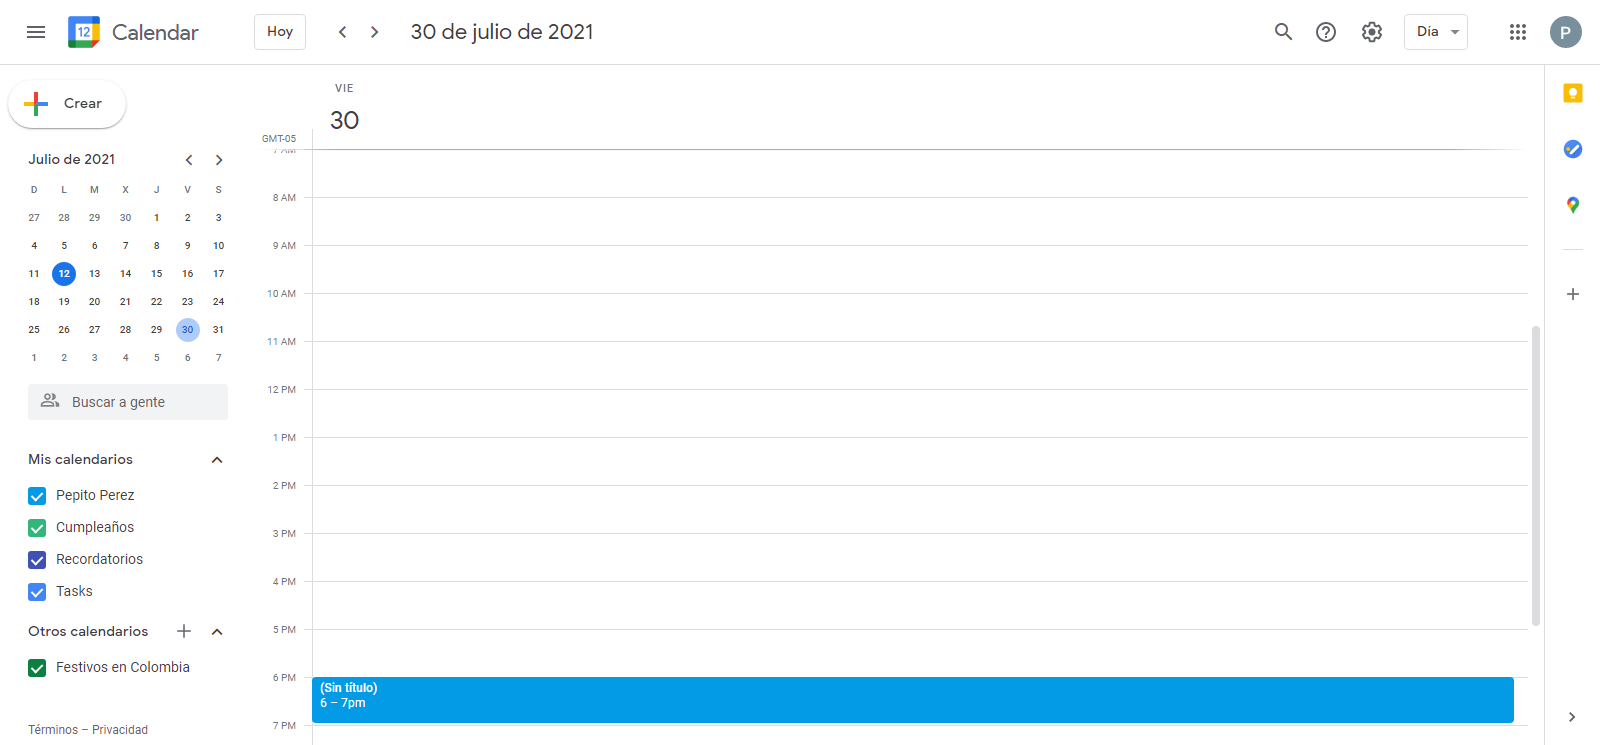 12 Calendar
Hoy
30 de julio de 2021
Día
P
Crear
Julio de 2021
D L M X J V S
27 28 29 30 1 2 3
4 5 6 7 8 9 10
11 12 13 14 15 16 17
18 19 20 21 22 23 24
25 26 27 28 29 30 31
1 2 3 4 5 6 7
Buscar a gente
Mis calendarios
Pepito Perez
Cumpleaños
Recordatorios
Tasks
Otros calendarios
Festivos en Colombia
Términos – Privacidad
VIE
30
GMT-05
7 AM
8 AM
9 AM
10 AM
11 AM
12 PM
1 PM
2 PM
3 PM
4 PM
5 PM
6 PM
(Sin título)
6 – 7pm
7 PM